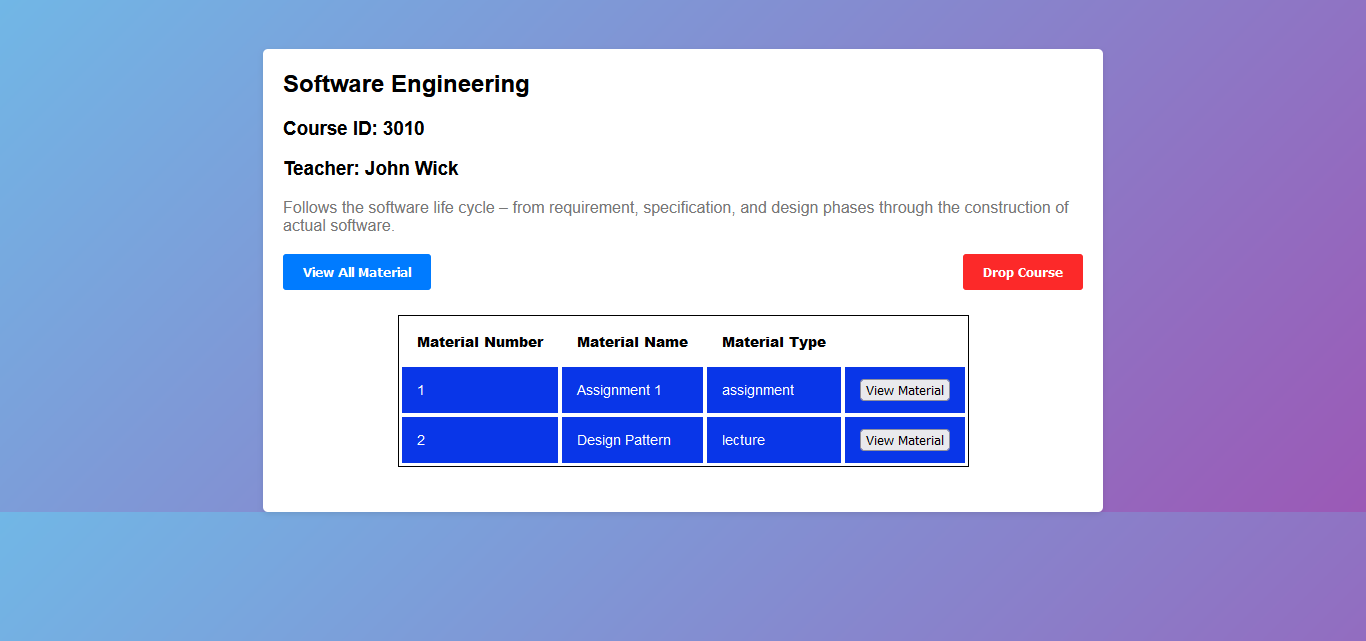 Software Engineering
Course ID: 3010
Teacher: John Wick
Follows the software life cycle – from requirement, specification, and design phases through the construction of
actual software.
View All Material Drop Course
Material Number Material Name Material Type
1 Assignment 1 assignment View Material
2 Design Pattern lecture View Material